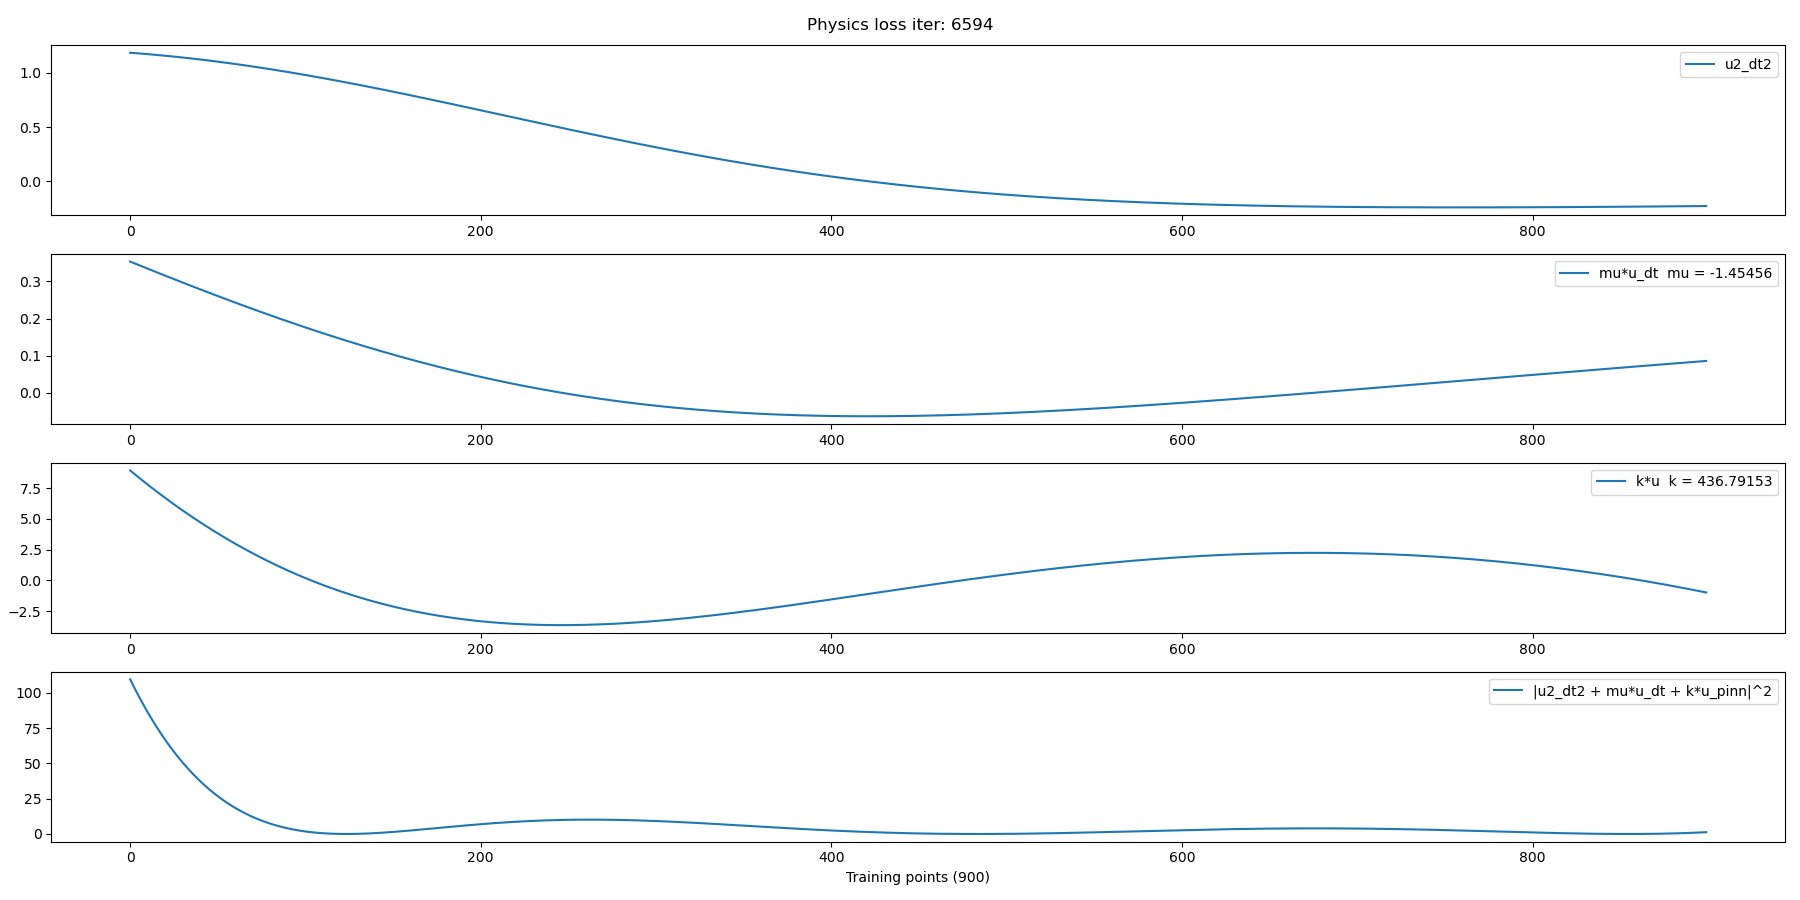 Physics loss iter: 6594
u2_dt2
1.0
0.5
0.0
0 200 400 600 800
mu*u_dt  mu = -1.45456
0.3
0.2
0.1
0.0
0 200 400 600 800
k*u  k = 436.79153
7.5
5.0
2.5
0.0
−2.5
0 200 400 600 800
|u2_dt2 + mu*u_dt + k*u_pinn|^2
100
75
50
25
0
0 200 400 600 800
Training points (900)